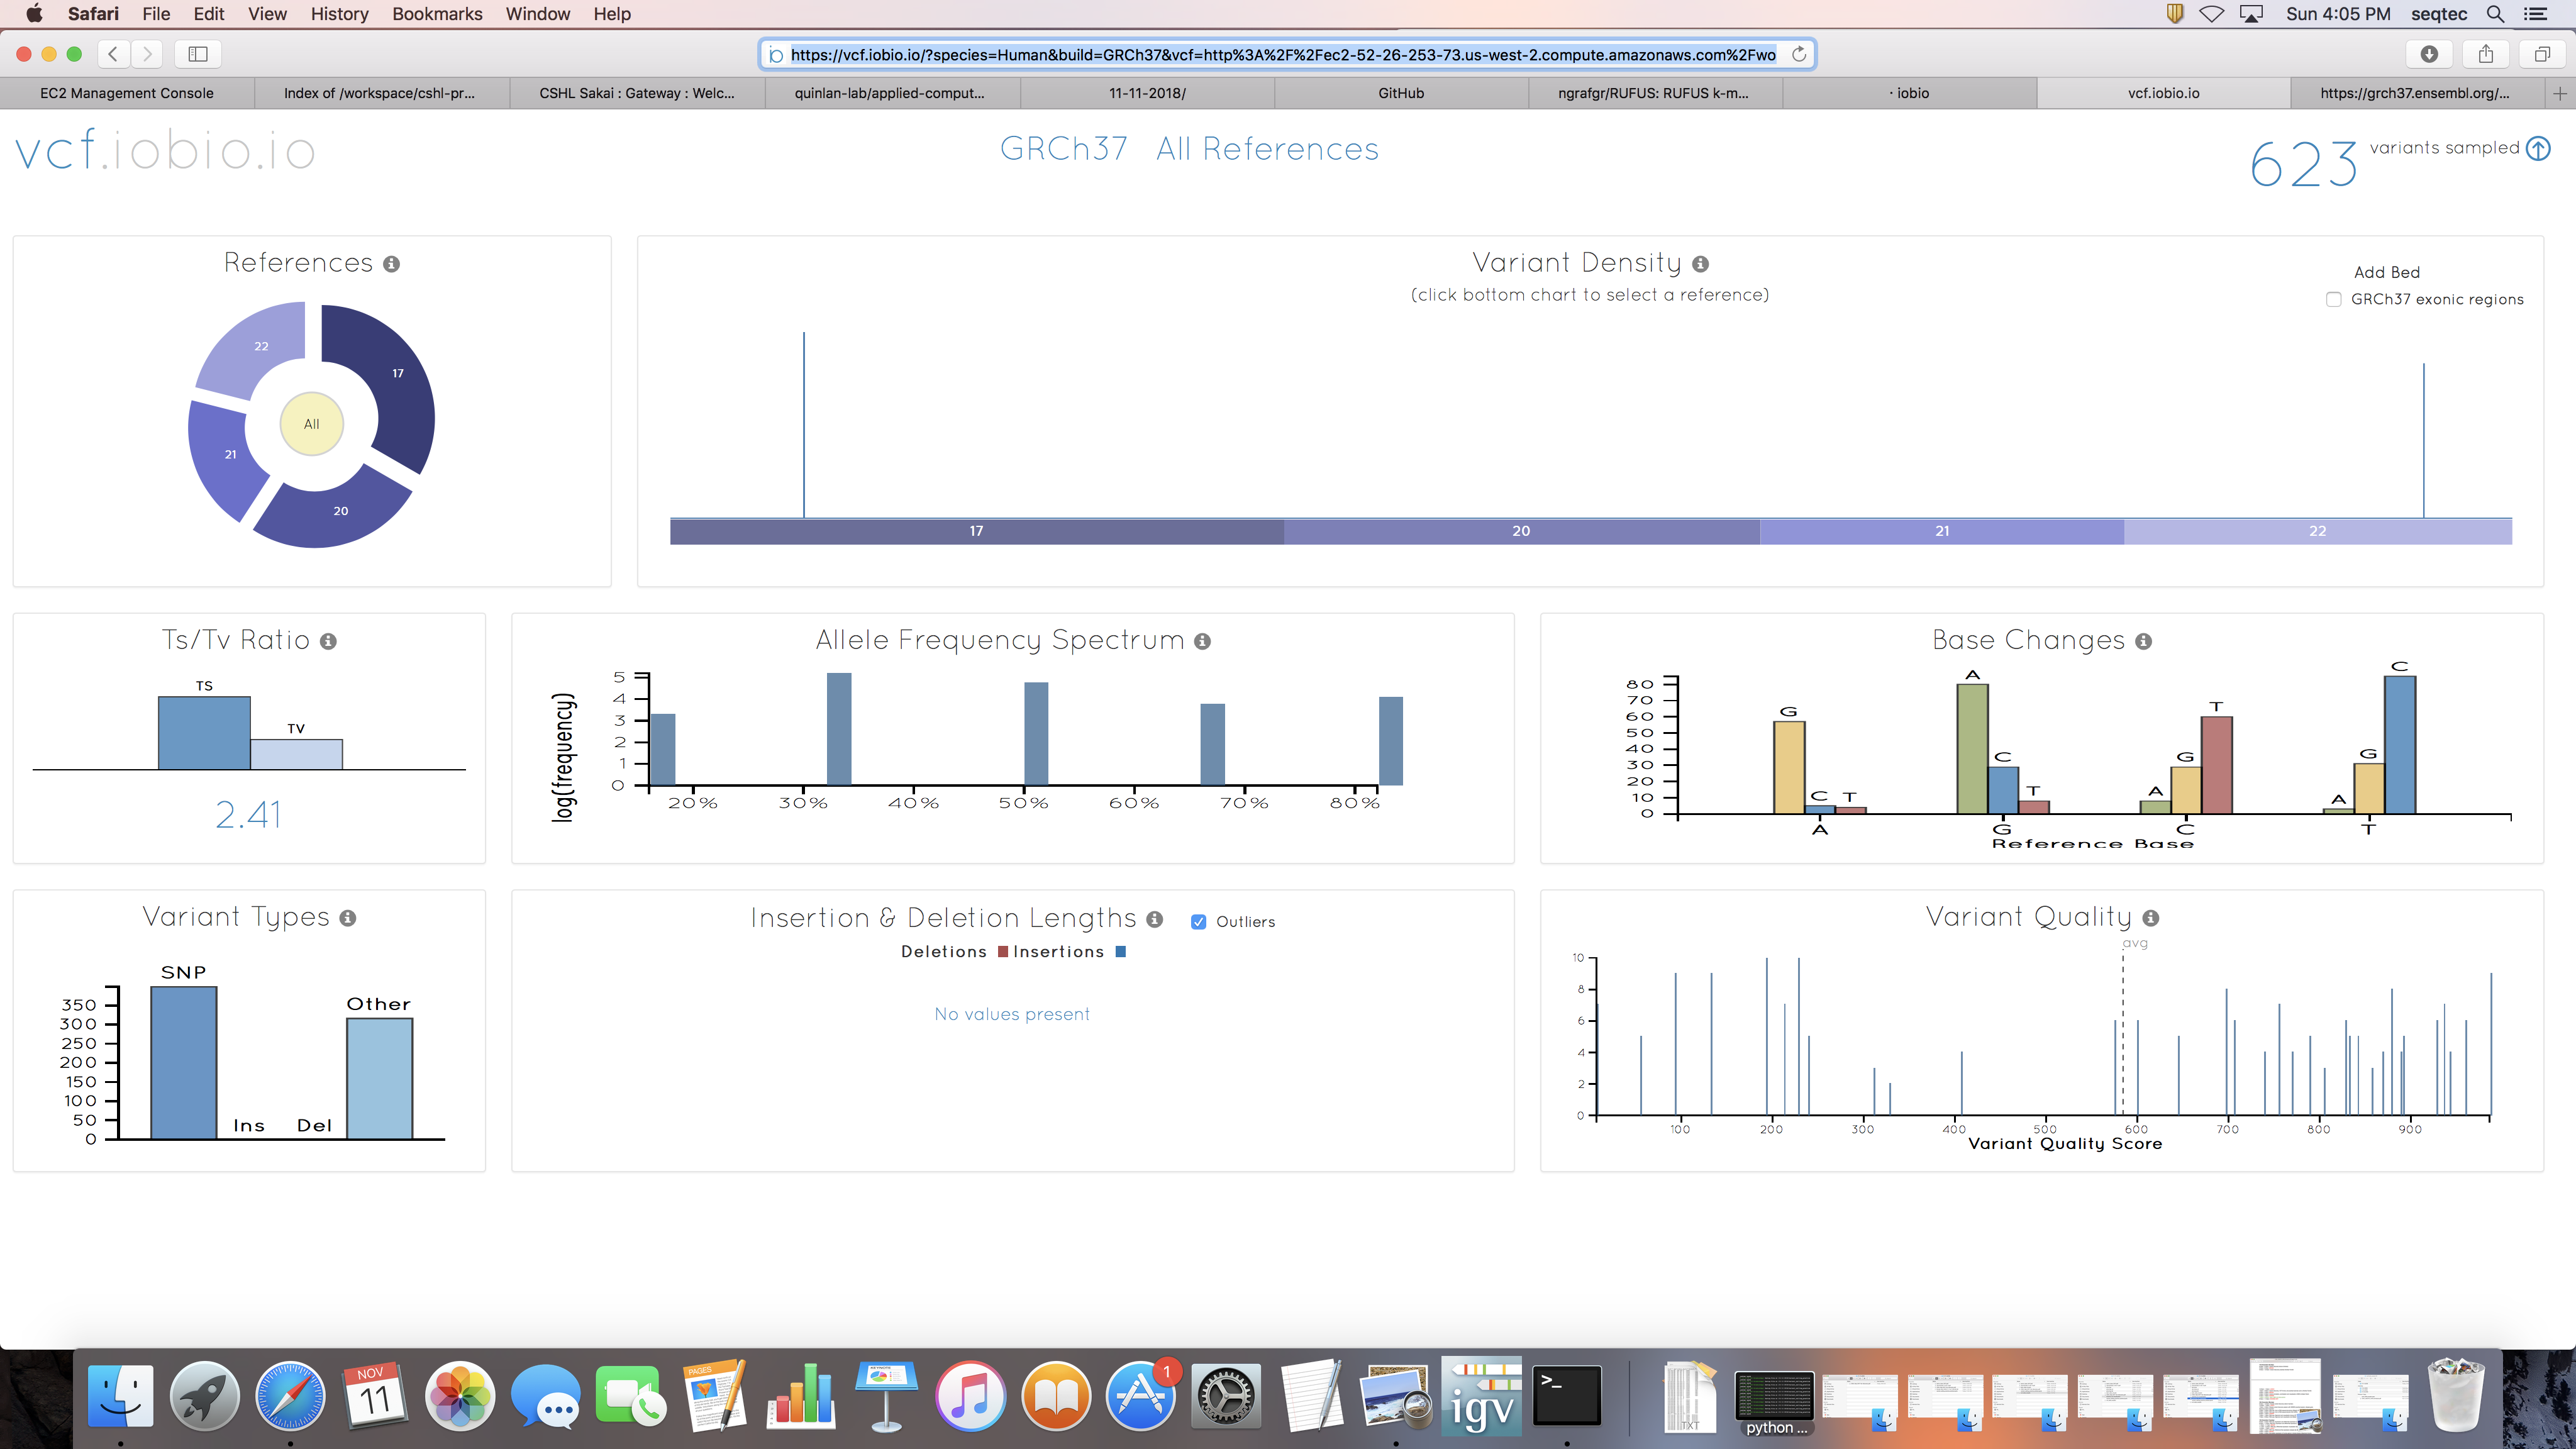 Safari File Edit View History Bookmarks Window Help
Sun 4:05 PM seqtec
https://vcf.iobio.io/?species=Human&build=GRCh37&vcf=http%3A%2F%2Fec2-52-26-253-73.us-west-2.compute.amazonaws.com%2Fwo
EC2 Management Console
Index of /workspace/cshl-pr...
CSHL Sakai : Gateway : Welc...
quinlan-lab/applied-comput...
11-11-2018/
GitHub
ngrafgr/RUFUS: RUFUS k-m...
· iobio
vcf.iobio.io
https://grch37.ensembl.org/...
vcf.iobio.io
GRCh37 All References
623 variants sampled
References
22
17
All
21
20
Variant Density
(click bottom chart to select a reference)
Add Bed
GRCh37 exonic regions
17 20 21 22
Ts/Tv Ratio
TS
TV
2.41
Allele Frequency Spectrum
log(frequency)
5
4
3
2
1
0
20% 30% 40% 50% 60% 70% 80%
Base Changes
80
70
60
50
40
30
20
10
0
G C T
A C T
A G T
A G C
A G C T
Reference Base
Variant Types
SNP
Ins
Del
Other
350
300
250
200
150
100
50
0
Insertion & Deletion Lengths
Outliers
Deletions Insertions
No values present
Variant Quality
avg
10
8
6
4
2
0
100 200 300 400 500 600 700 800 900
Variant Quality Score
NOV
11
PAGES
1
igv
>_
TXT
python ...